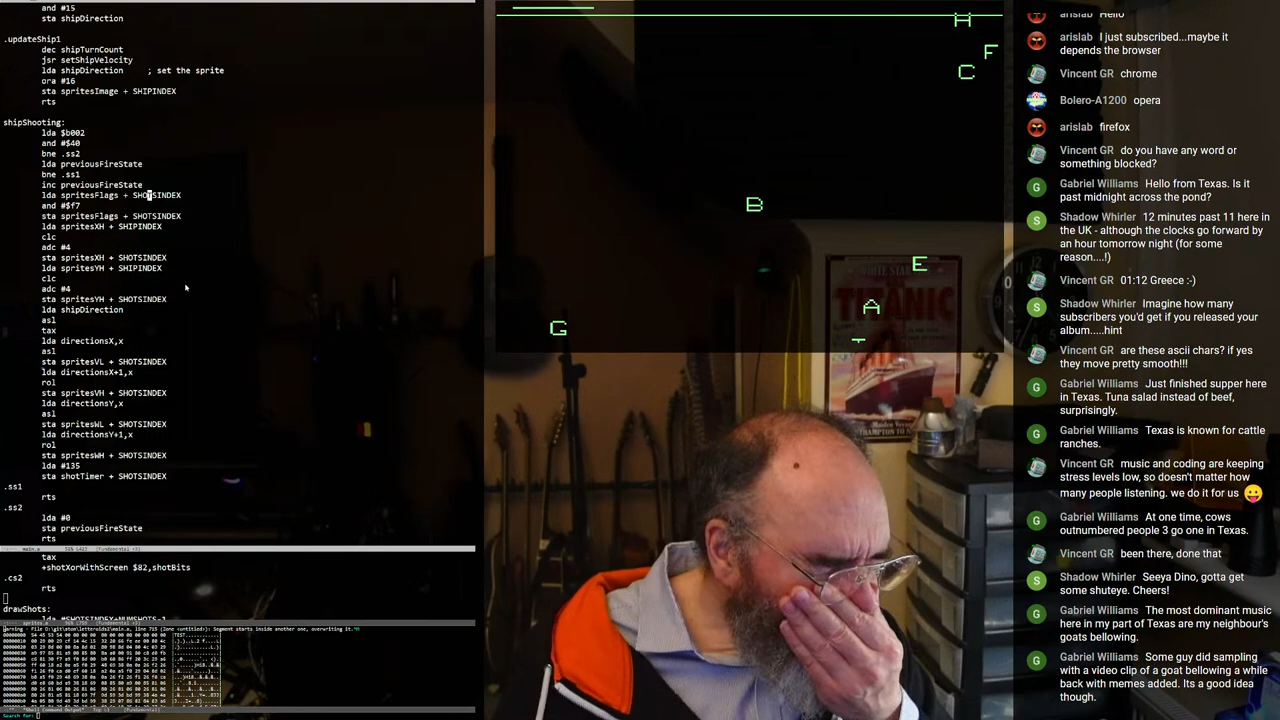 and #15
sta shipDirection
.updateShip1
dec shipTurnCount
jsr setShipVelocity
lda shipDirection ; set the sprite
ora #16
sta spritesImage + SHIPINDEX
rts
shipShooting:
lda $b002
and #$40
bne .ss2
lda previousFireState
bne .ss1
inc previousFireState
lda spritesFlags + SHOTSINDEX
and #$f7
sta spritesFlags + SHOTSINDEX
lda spritesXH + SHIPINDEX
clc
adc #4
sta spritesXH + SHOTSINDEX
lda spritesYH + SHIPINDEX
clc
adc #4
sta spritesYH + SHOTSINDEX
lda shipDirection
asl
tax
lda directionsX,x
asl
sta spritesVL + SHOTSINDEX
lda directionsX+1,x
rol
sta spritesVH + SHOTSINDEX
lda directionsY,x
asl
sta spritesWL + SHOTSINDEX
lda directionsY+1,x
rol
sta spritesWH + SHOTSINDEX
lda #135
sta shotTimer + SHOTSINDEX
.ss1
rts
.ss2
lda #0
sta previousFireState
rts
tax
+shotXorWithScreen $82,shotBits
.cs2
rts
drawShots:
H
F
C
B
E
A
G
WHITE STAR
TITANIC
arislab Hello
arislab I just subscribed...maybe it
depends the browser
Vincent GR chrome
Bolero-A1200 opera
arislab firefox
Vincent GR do you have any word or
something blocked?
Gabriel Williams Hello from Texas. Is it
past midnight across the pond?
Shadow Whirler 12 minutes past 11 here in
the UK - although the clocks go forward by
an hour tomorrow night (for some
reason....!)
Vincent GR 01:12 Greece :-)
Shadow Whirler Imagine how many
subscribers you'd get if you released your
album.....hint
Vincent GR are these ascii chars? if yes
they move pretty smooth!!!
Gabriel Williams Just finished supper here
in Texas. Tuna salad instead of beef,
surprisingly.
Gabriel Williams Texas is known for cattle
ranches.
Vincent GR music and coding are keeping
stress levels low, so doesn't matter how
many people listening. we do it for us 😛
Gabriel Williams At one time, cows
outnumbered people 3 go one in Texas.
Vincent GR been there, done that
Shadow Whirler Seeya Dino, gotta get
some shuteye. Cheers!
Gabriel Williams The most dominant music
here in my part of Texas are my neighbour's
goats bellowing.
Gabriel Williams Some guy did sampling
with a video clip of a goat bellowing a while
back with memes added. Its a good idea
though.